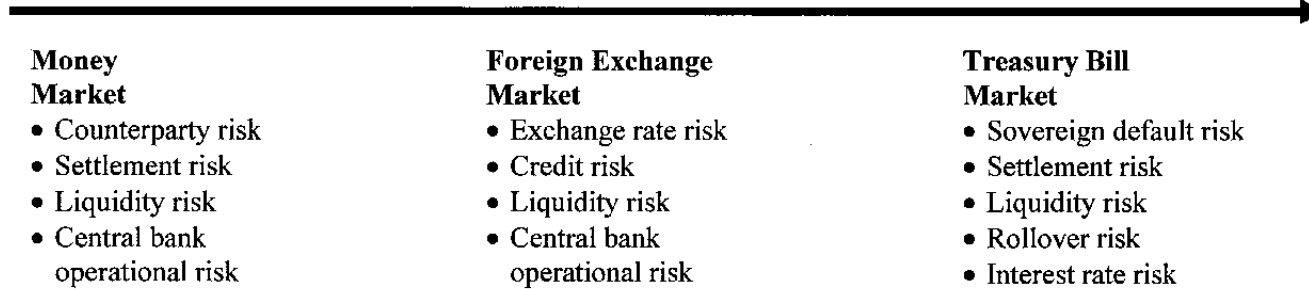 Money
Market
• Counterparty risk
• Settlement risk
• Liquidity risk
• Central bank
operational risk
Foreign Exchange
Market
• Exchange rate risk
• Credit risk
• Liquidity risk
• Central bank
operational risk
Treasury Bill
Market
• Sovereign default risk
• Settlement risk
• Liquidity risk
• Rollover risk
• Interest rate risk